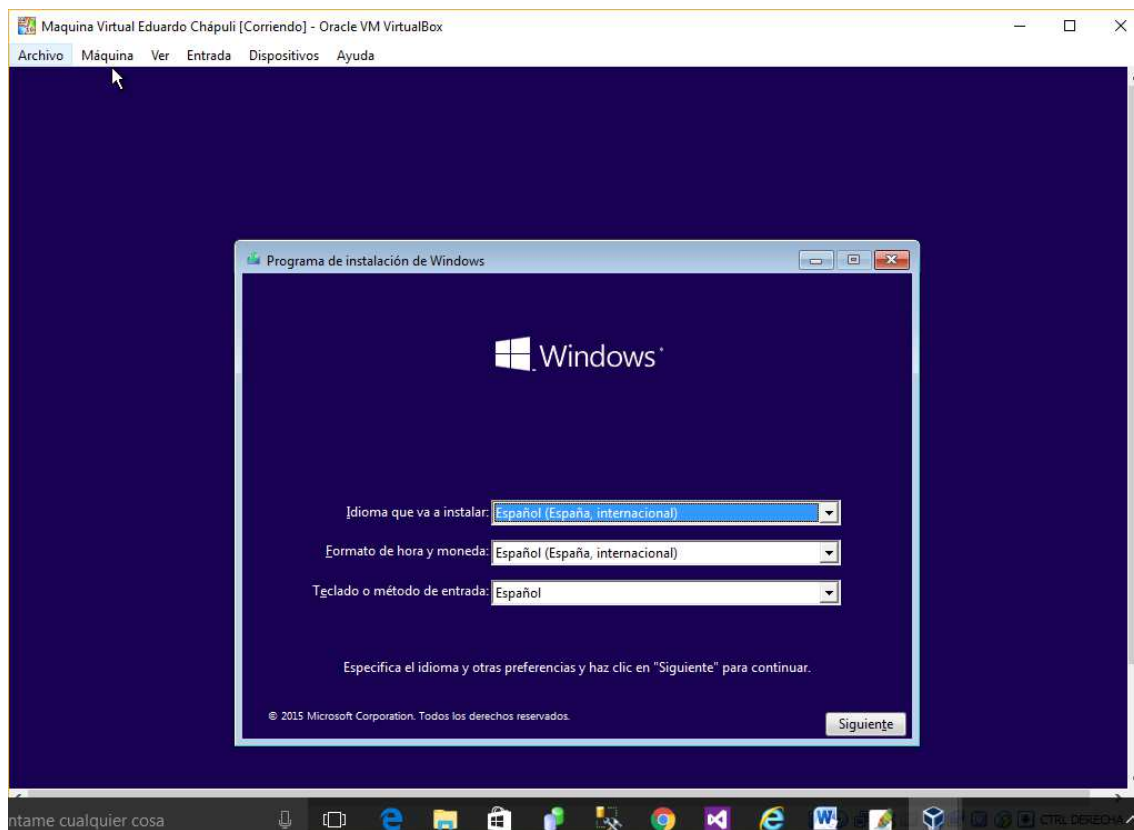 Maquina Virtual Eduardo Chápuli [Corriendo] - Oracle VM VirtualBox
Archivo Máquina Ver Entrada Dispositivos Ayuda
Programa de instalación de Windows
Windows
Idioma que va a instalar: Español (España, internacional)
Formato de hora y moneda: Español (España, internacional)
Teclado o método de entrada: Español
Especifica el idioma y otras preferencias y haz clic en "Siguiente" para continuar.
© 2015 Microsoft Corporation. Todos los derechos reservados.
Siguiente
ntame cualquier cosa
CTRL DERECHA